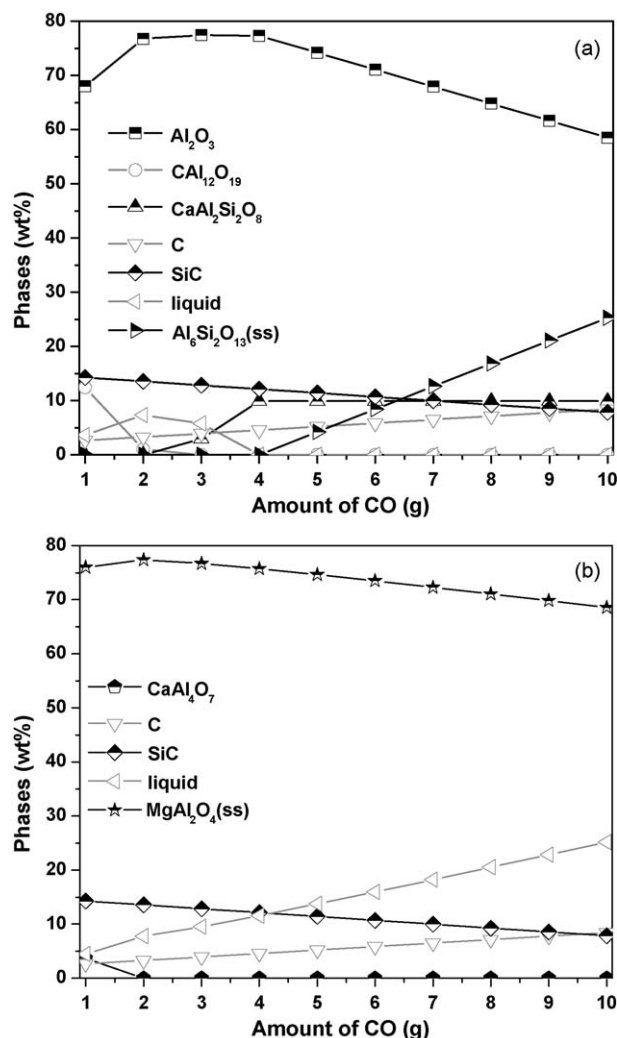 (a)
80
70
60
50
40
30
20
10
0
Phases (wt%)
Al₂O₃
CAl₁₂O₁₉
CaAl₂Si₂O₈
C
SiC
liquid
Al₆Si₂O₁₃(ss)
1 2 3 4 5 6 7 8 9 10
Amount of CO (g)
(b)
80
70
60
50
40
30
20
10
0
Phases (wt%)
CaAl₄O₇
C
SiC
liquid
MgAl₂O₄(ss)
1 2 3 4 5 6 7 8 9 10
Amount of CO (g)